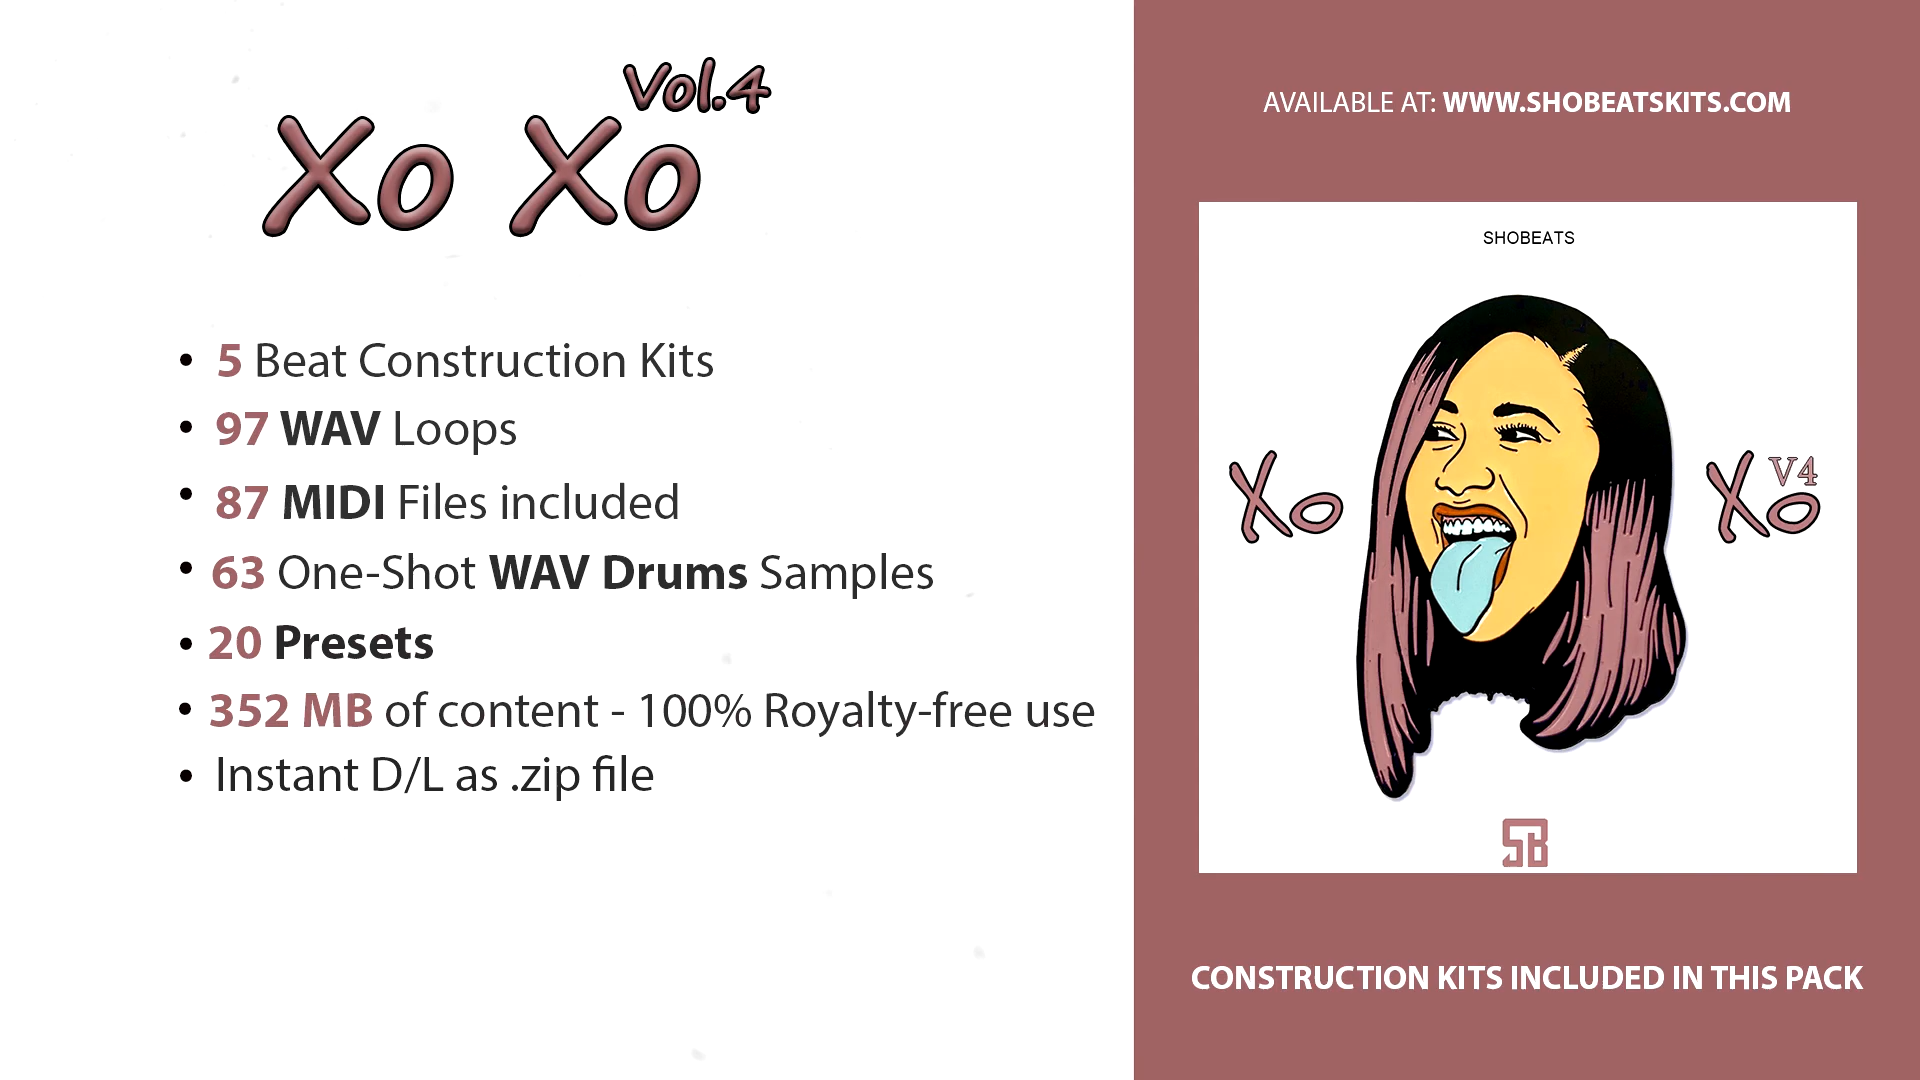 Vol.4
Xo Xo
• 5 Beat Construction Kits
• 97 WAV Loops
• 87 MIDI Files included
• 63 One-Shot WAV Drums Samples
• 20 Presets
• 352 MB of content - 100% Royalty-free use
• Instant D/L as .zip file
AVAILABLE AT: WWW.SHOBEATSKITS.COM
SHOBEATS
Xo Xo V4
SB
CONSTRUCTION KITS INCLUDED IN THIS PACK